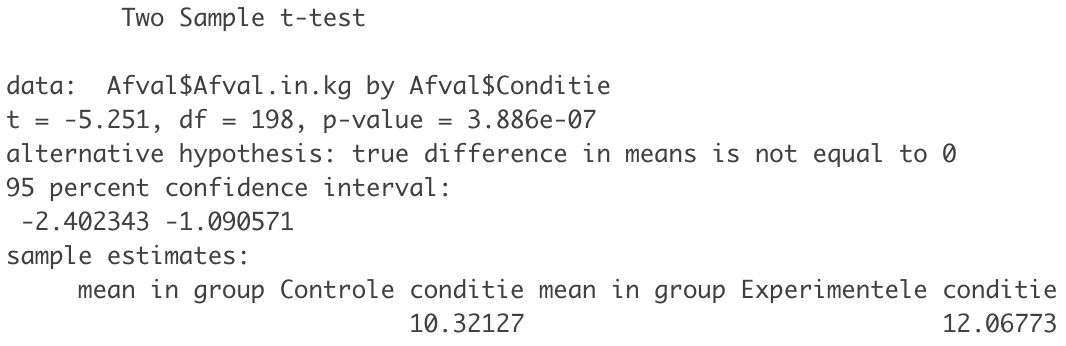 Two Sample t-test
data:  Afval$Afval.in.kg by Afval$Conditie
t = -5.251, df = 198, p-value = 3.886e-07
alternative hypothesis: true difference in means is not equal to 0
95 percent confidence interval:
-2.402343 -1.090571
sample estimates:
mean in group Controle conditie mean in group Experimentele conditie
10.32127 12.06773